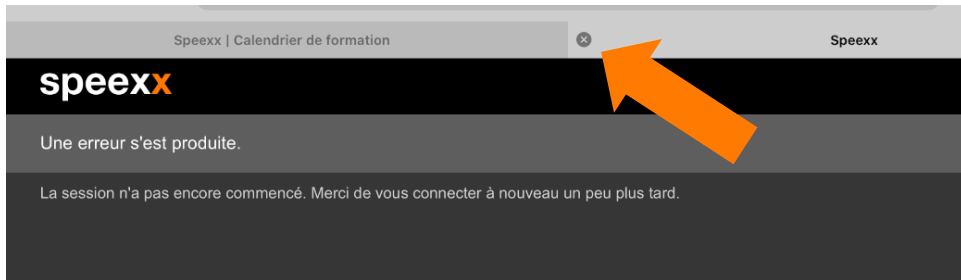 Speexx | Calendrier de formation
Speexx
speexx
Une erreur s'est produite.
La session n'a pas encore commencé. Merci de vous connecter à nouveau un peu plus tard.